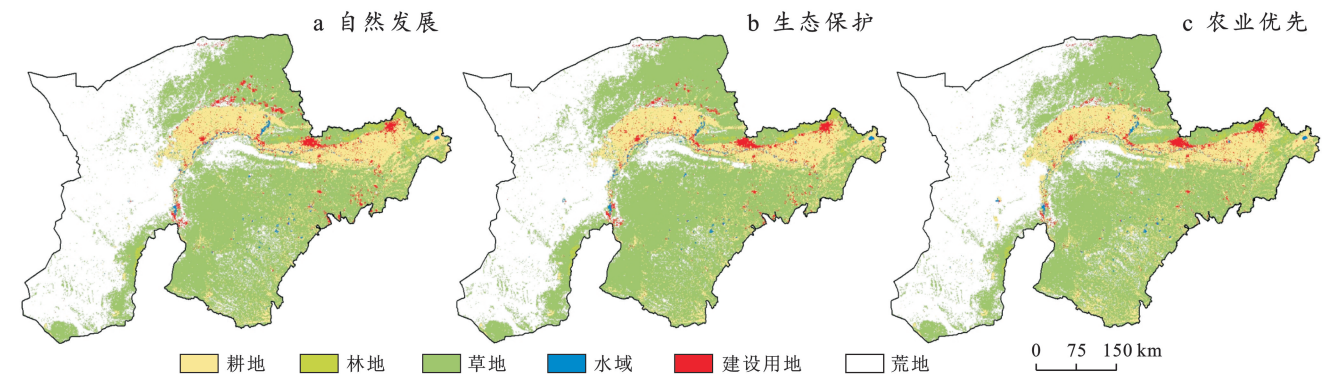 a 自然发展
b 生态保护
c 农业优先
耕地 林地 草地 水域 建设用地 荒地
0 75 150 km